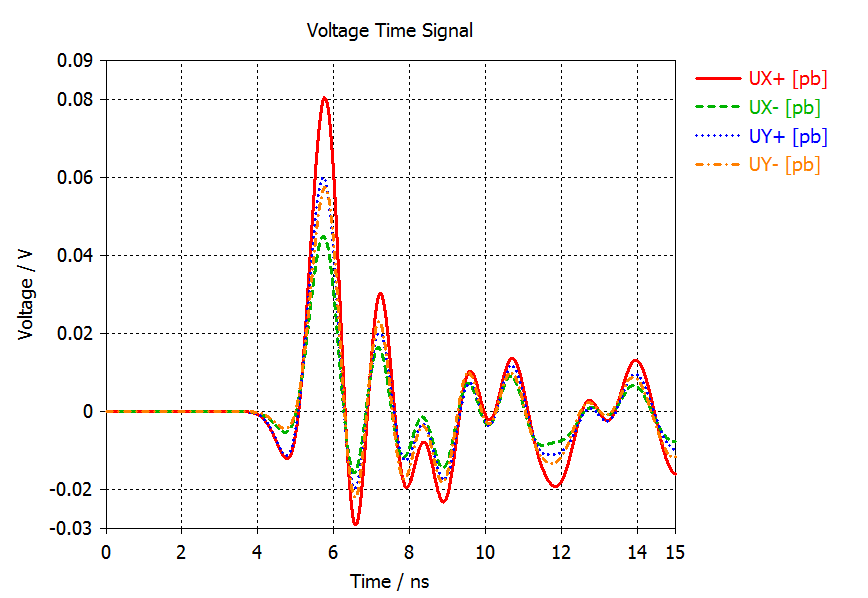 Voltage Time Signal
0.09
0.08
0.06
0.04
0.02
0
-0.02
-0.03
Voltage / V
0 2 4 6 8 10 12 14 15
Time / ns
UX+ [pb]
UX- [pb]
UY+ [pb]
UY- [pb]